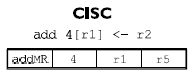 CISC
add 4[r1] <- r2
addMR 4 r1 r5